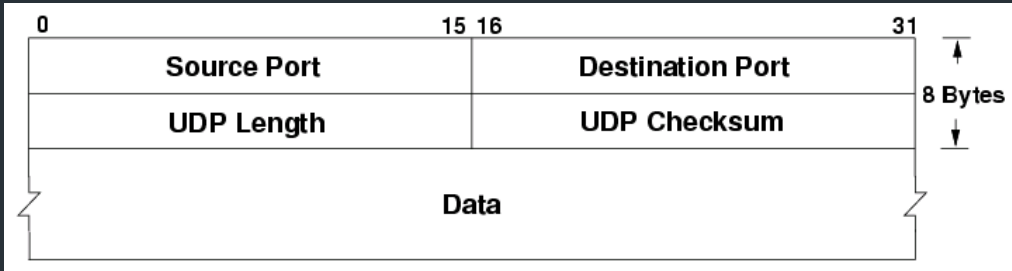 0 15 16 31
Source Port Destination Port
8 Bytes
UDP Length UDP Checksum
Data